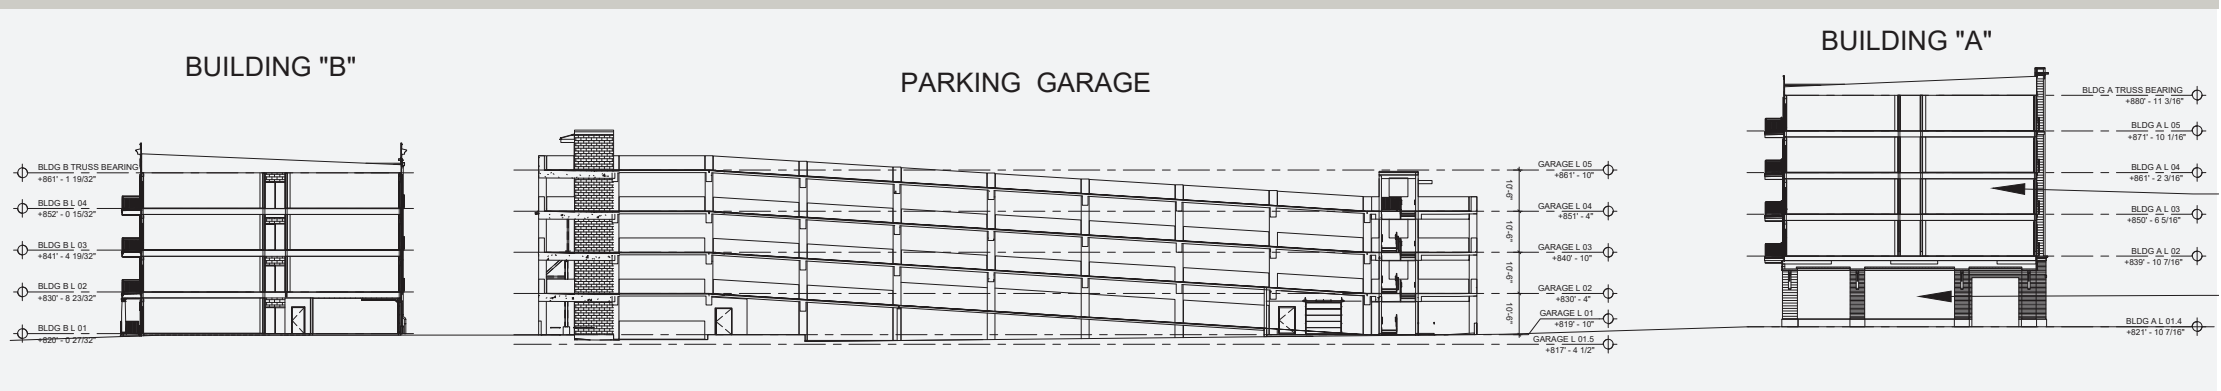 BUILDING "B"
PARKING GARAGE
BUILDING "A"
BLDG B TRUSS BEARING
+861' - 1 19/32"
BLDG B L 04
+852' - 0 15/32"
BLDG B L 03
+841' - 4 19/32"
BLDG B L 02
+830' - 8 23/32"
BLDG B L 01
+820' - 0 27/32"
GARAGE L 05
+861' - 10"
10'-6"
GARAGE L 04
+851' - 4"
10'-6"
GARAGE L 03
+840' - 10"
10'-6"
GARAGE L 02
+830' - 4"
10'-6"
GARAGE L 01
+819' - 10"
GARAGE L 01.5
+817' - 4 1/2"
BLDG A TRUSS BEARING
+880' - 11 3/16"
BLDG A L 05
+871' - 10 1/16"
BLDG A L 04
+861' - 2 3/16"
BLDG A L 03
+850' - 6 5/16"
BLDG A L 02
+839' - 10 7/16"
BLDG A L 01.4
+821' - 10 7/16"